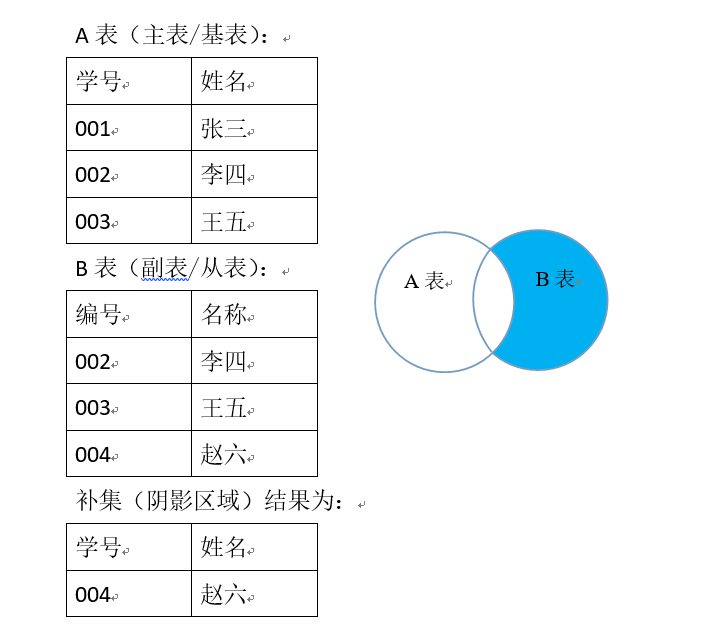 A 表（主表/基表）：
学号 姓名
001 张三
002 李四
003 王五
B 表（副表/从表）：
编号 名称
002 李四
003 王五
004 赵六
补集（阴影区域）结果为：
学号 姓名
004 赵六
A 表
B 表